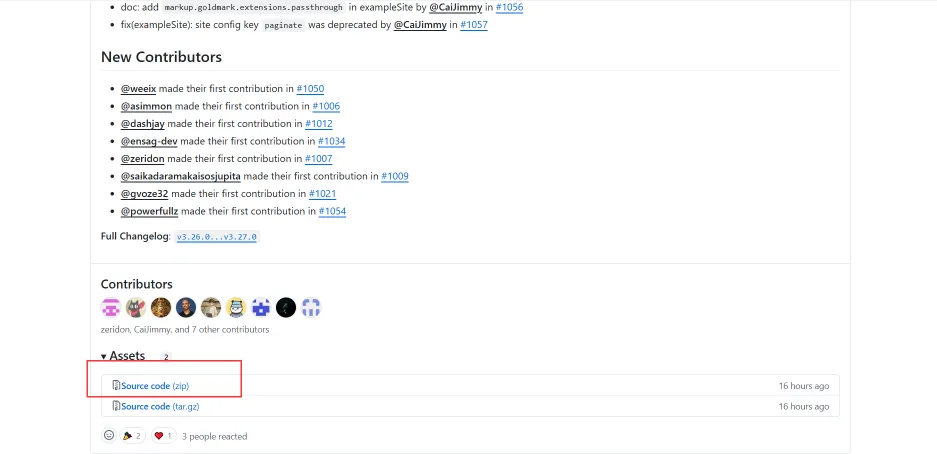 doc: add markup.goldmark.extensions.passthrough in exampleSite by @CaiJimmy in #1056
fix(exampleSite): site config key paginate was deprecated by @CaiJimmy in #1057
New Contributors
@weeix made their first contribution in #1050
@asimmon made their first contribution in #1006
@dashjay made their first contribution in #1012
@ensag-dev made their first contribution in #1034
@zeridon made their first contribution in #1007
@saikadaramakaisosjupita made their first contribution in #1009
@gvoze32 made their first contribution in #1021
@powerfullz made their first contribution in #1054
Full Changelog: v3.26.0...v3.27.0
Contributors
zeridon, CaiJimmy, and 7 other contributors
Assets 2
Source code (zip) 16 hours ago
Source code (tar.gz) 16 hours ago
2 1 3 people reacted